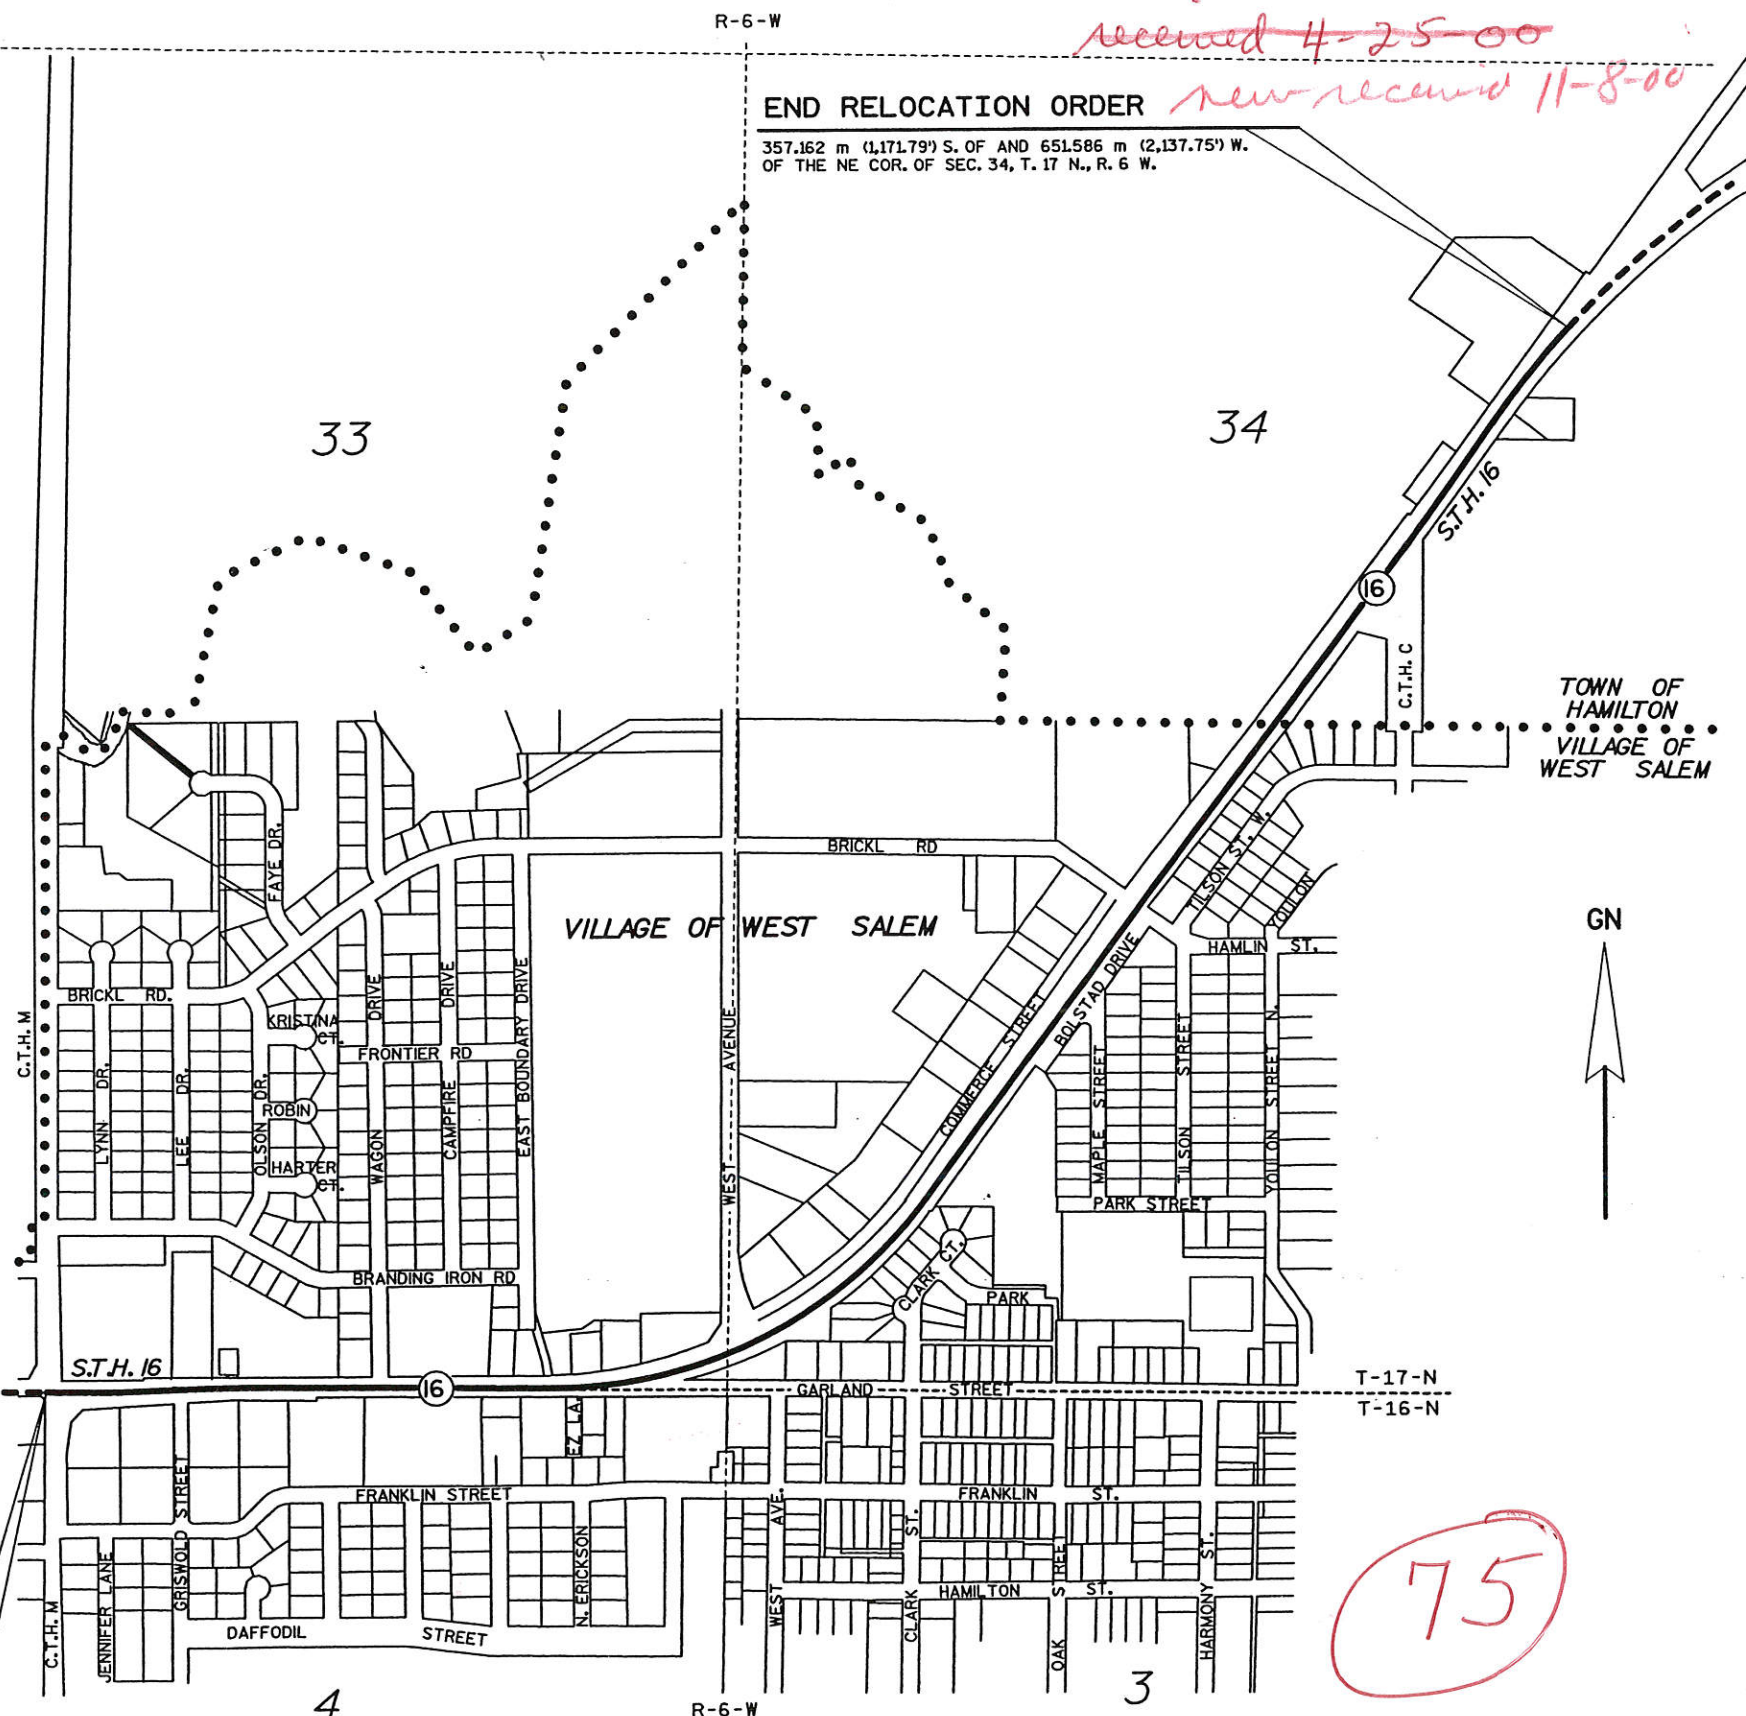 R-6-W
received 4-25-00
new received 11-8-00
END RELOCATION ORDER
357.162 m (1,171.79') S. OF AND 651.586 m (2,137.75') W.
OF THE NE COR. OF SEC. 34, T. 17 N., R. 6 W.
33
34
S.T.H. 16
16
C.T.H. C
TOWN OF
HAMILTON
VILLAGE OF
WEST SALEM
FAYE DR.
BRICKL RD
TILSON ST. W.
YOULON
VILLAGE OF WEST SALEM
GN
HAMLIN ST.
BOLSTAD DRIVE
BRICKL RD.
C.T.H. M
KRISTINA
CT.
FRONTIER RD
WAGON DRIVE
CAMPFIRE DRIVE
EAST BOUNDARY DRIVE
WEST AVENUE
COMMERCE STREET
LYNN DR.
LEE DR.
OLSON DR.
ROBIN
HARTER
CT.
MAPLE STREET
TILSON STREET
YOULON STREET N.
PARK STREET
CLARK CT.
BRANDING IRON RD
PARK
S.T.H. 16
16
GARLAND STREET
T-17-N
T-16-N
EZ LA.
GRISWOLD STREET
FRANKLIN STREET
FRANKLIN ST.
WEST AVE.
CLARK ST.
OAK STREET
HARMONY ST.
HAMILTON ST.
N. ERICKSON
JENNIFER LANE
C.T.H. M
DAFFODIL STREET
75
4
3
R-6-W